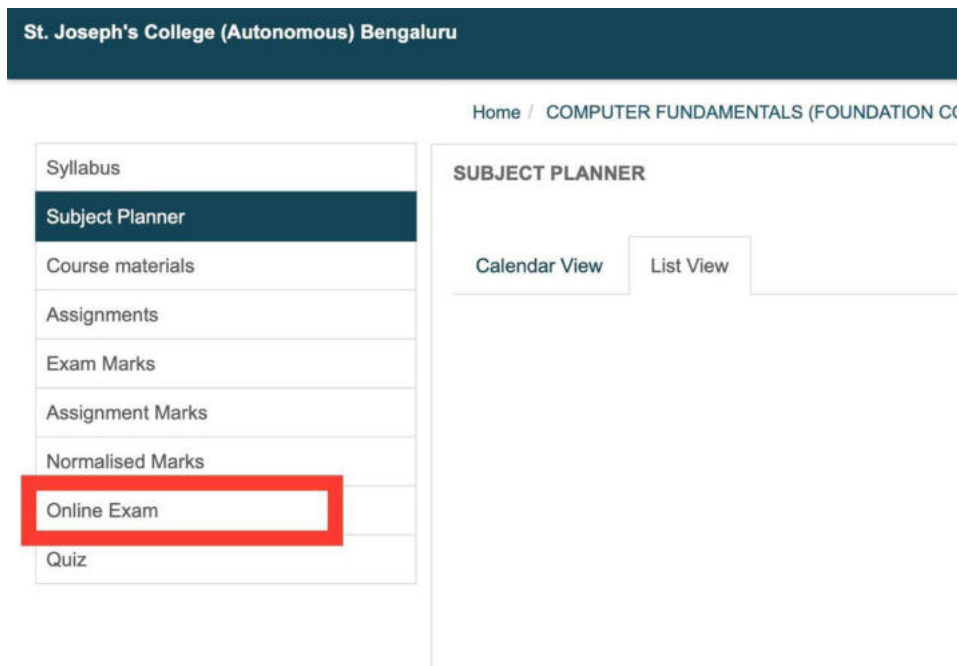 St. Joseph's College (Autonomous) Bengaluru
Home / COMPUTER FUNDAMENTALS (FOUNDATION
Syllabus
Subject Planner
Course materials
Assignments
Exam Marks
Assignment Marks
Normalised Marks
Online Exam
Quiz
SUBJECT PLANNER
Calendar View
List View